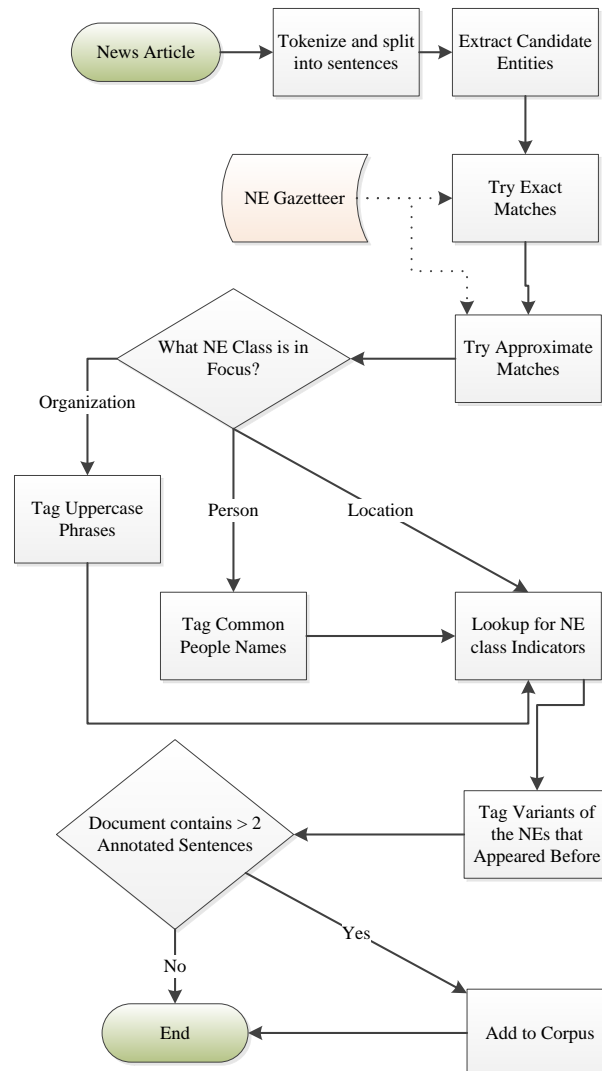 News Article
Tokenize and split
into sentences
Extract Candidate
Entities
NE Gazetteer
Try Exact
Matches
What NE Class is in
Focus?
Try Approximate
Matches
Organization
Tag Uppercase
Phrases
Person
Location
Tag Common
People Names
Lookup for NE
class Indicators
Document contains > 2
Annotated Sentences
Tag Variants
of the NEs that
Appeared Before
Yes
No
End
Add to Corpus